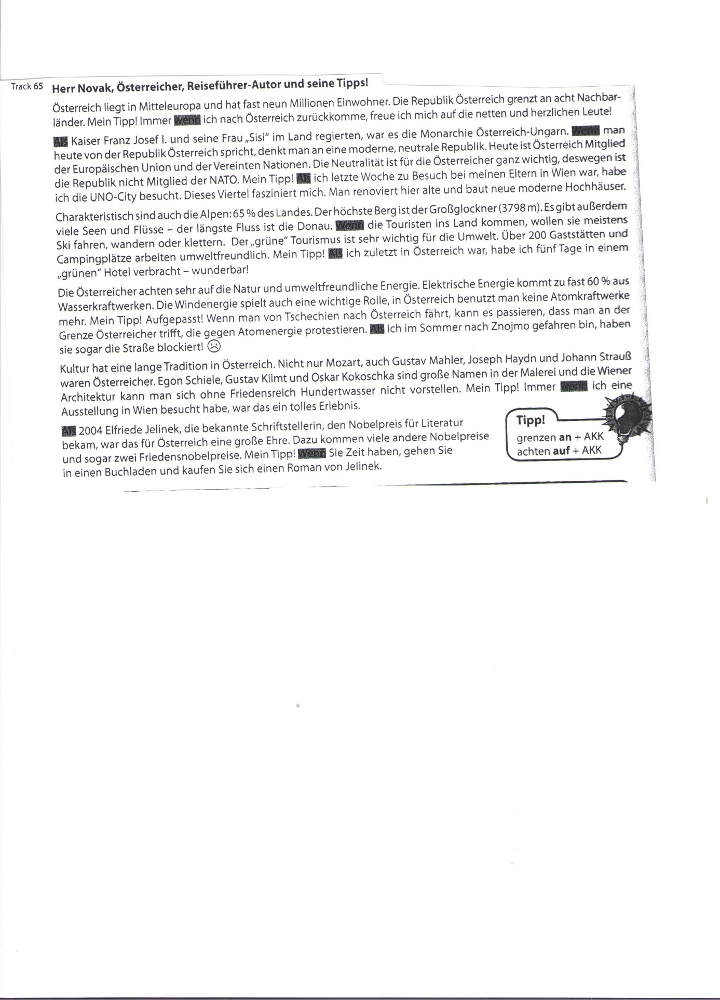 Track 65 Herr Novak, Österreicher, Reiseführer-Autor und seine Tipps!
Österreich liegt in Mitteleuropa und hat fast neun Millionen Einwohner. Die Republik Österreich grenzt an acht Nachbar-
länder. Mein Tipp! Immer wenn ich nach Österreich zurückkomme, freue ich mich auf die netten und herzlichen Leute!
Als Kaiser Franz Josef I. und seine Frau „Sisi“ im Land regierten, war es die Monarchie Österreich-Ungarn. Wenn man
heute von der Republik Österreich spricht, denkt man an eine moderne, neutrale Republik. Heute ist Österreich Mitglied
der Europäischen Union und der Vereinten Nationen. Die Neutralität ist für die Österreicher ganz wichtig, deswegen ist
die Republik nicht Mitglied der NATO. Mein Tipp! Als ich letzte Woche zu Besuch bei meinen Eltern in Wien war, habe
ich die UNO-City besucht. Dieses Viertel fasziniert mich. Man renoviert hier alte und baut neue moderne Hochhäuser.
Charakteristisch sind auch die Alpen: 65 % des Landes. Der höchste Berg ist der Großglockner (3798 m). Es gibt außerdem
viele Seen und Flüsse – der längste Fluss ist die Donau. Wenn die Touristen ins Land kommen, wollen sie meistens
Ski fahren, wandern oder klettern. Der „grüne“ Tourismus ist sehr wichtig für die Umwelt. Über 200 Gaststätten und
Campingplätze arbeiten umweltfreundlich. Mein Tipp! Als ich zuletzt in Österreich war, habe ich fünf Tage in einem
„grünen“ Hotel verbracht – wunderbar!
Die Österreicher achten sehr auf die Natur und umweltfreundliche Energie. Elektrische Energie kommt zu fast 60 % aus
Wasserkraftwerken. Die Windenergie spielt auch eine wichtige Rolle, in Österreich benutzt man keine Atomkraftwerke
mehr. Mein Tipp! Aufgepasst! Wenn man von Tschechien nach Österreich fährt, kann es passieren, dass man an der
Grenze Österreicher trifft, die gegen Atomenergie protestieren. Als ich im Sommer nach Znojmo gefahren bin, haben
sie sogar die Straße blockiert! ☹
Kultur hat eine lange Tradition in Österreich. Nicht nur Mozart, auch Gustav Mahler, Joseph Haydn und Johann Strauß
waren Österreicher. Egon Schiele, Gustav Klimt und Oskar Kokoschka sind große Namen in der Malerei und die Wiener
Architektur kann man sich ohne Friedensreich Hundertwasser nicht vorstellen. Mein Tipp! Immer wenn ich eine
Ausstellung in Wien besucht habe, war das ein tolles Erlebnis.
Als 2004 Elfriede Jelinek, die bekannte Schriftstellerin, den Nobelpreis für Literatur
bekam, war das für Österreich eine große Ehre. Dazu kommen viele andere Nobelpreise
und sogar zwei Friedensnobelpreise. Mein Tipp! Wenn Sie Zeit haben, gehen Sie
in einen Buchladen und kaufen Sie sich einen Roman von Jelinek.
Tipp!
grenzen an + AKK
achten auf + AKK